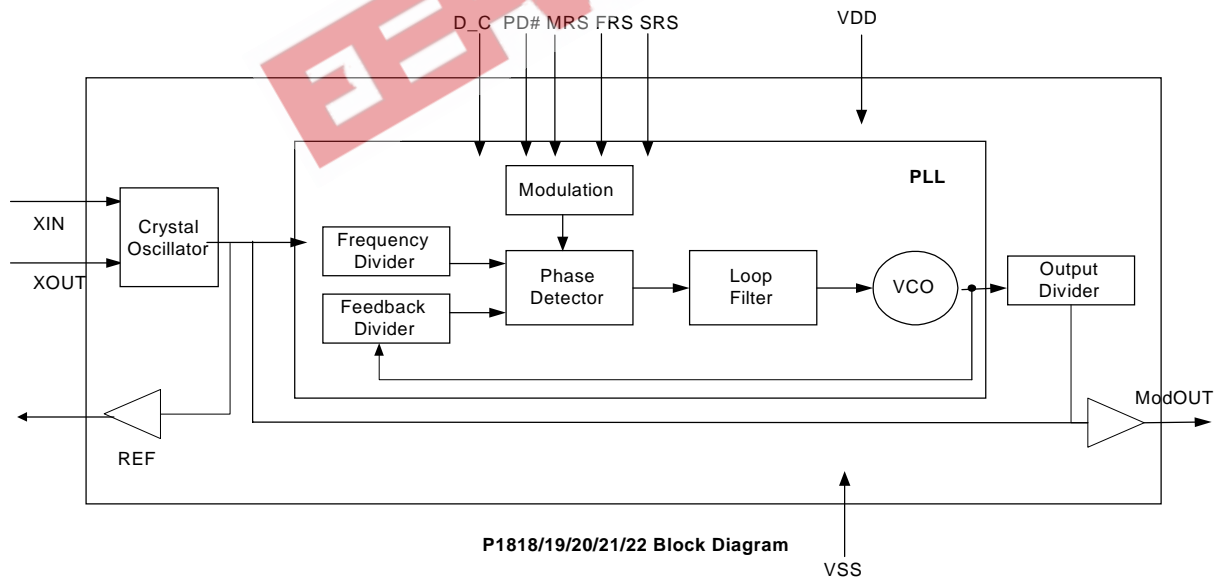 D_C PD# MRS FRS SRS
VDD
PLL
Modulation
XIN
Crystal
Oscillator
Frequency
Divider
Phase
Detector
Loop
Filter
VCO
Output
Divider
XOUT
Feedback
Divider
ModOUT
REF
P1818/19/20/21/22 Block Diagram
VSS